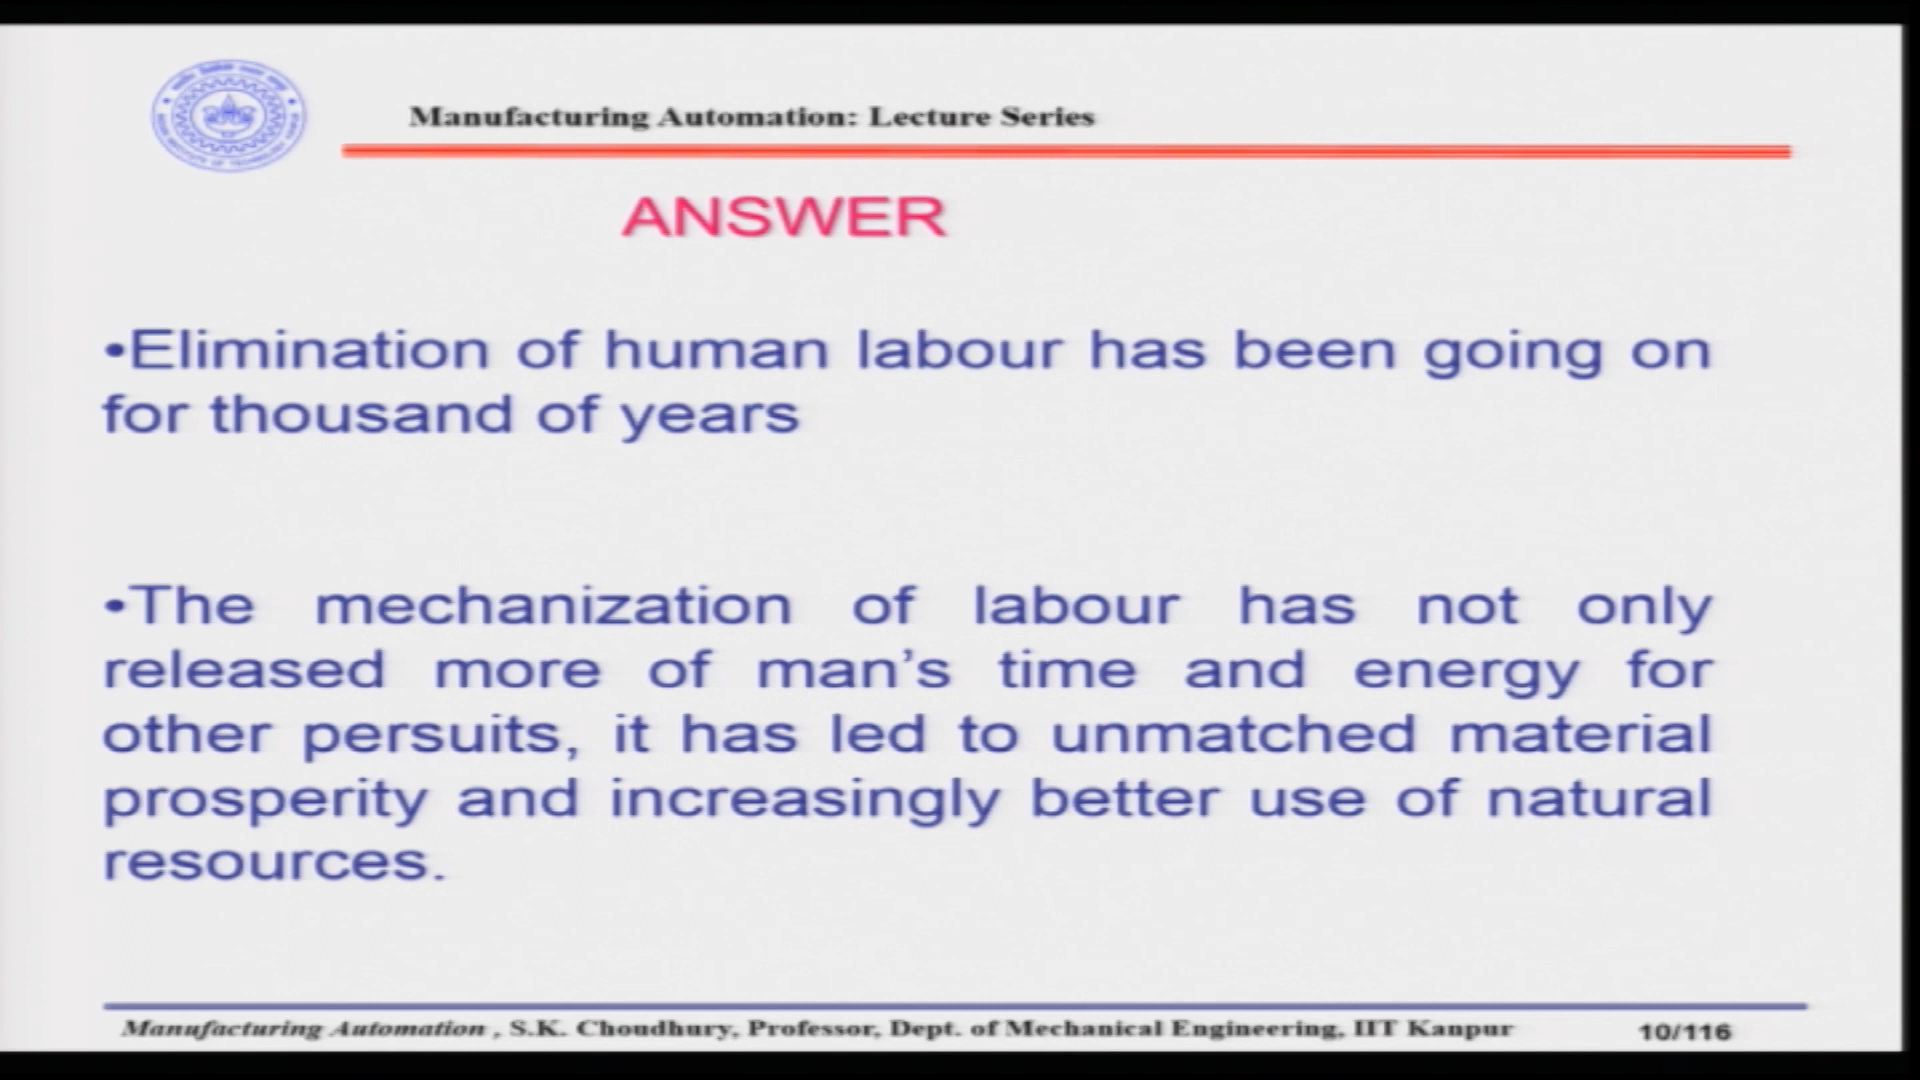 Manufacturing Automation: Lecture Series
ANSWER
•Elimination of human labour has been going on
for thousand of years
•The mechanization of labour has not only
released more of man's time and energy for
other persuits, it has led to unmatched material
prosperity and increasingly better use of natural
resources.
Manufacturing Automation , S.K. Choudhury, Professor, Dept. of Mechanical Engineering, IIT Kanpur 10/116